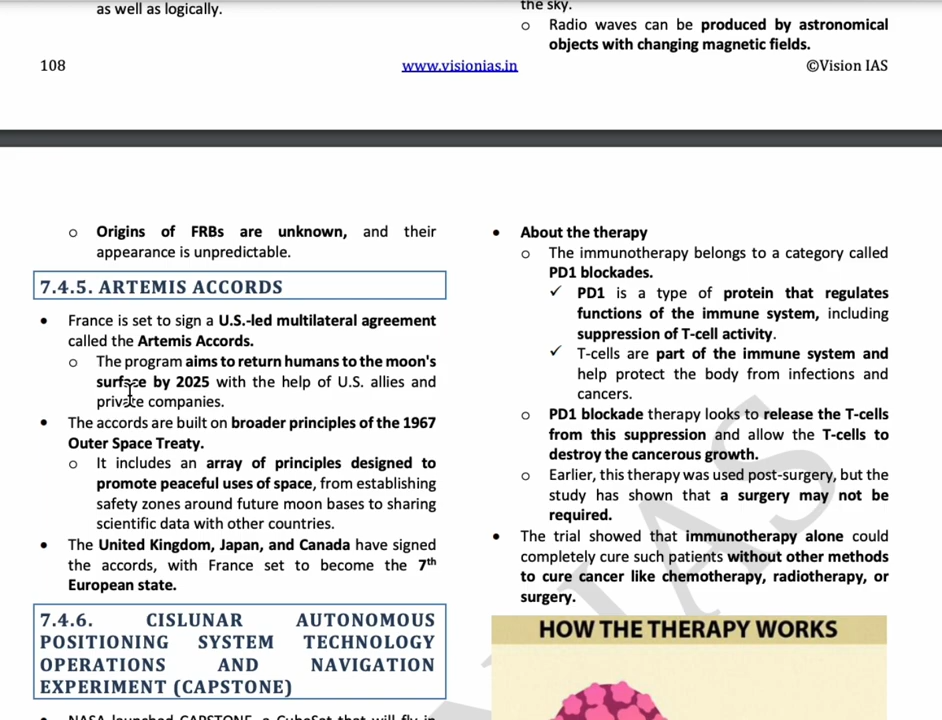 as well as logically.
the sky.
o Radio waves can be produced by astronomical
objects with changing magnetic fields.
108
www.visionias.in
©Vision IAS
o Origins of FRBs are unknown, and their
appearance is unpredictable.
7.4.5. ARTEMIS ACCORDS
• France is set to sign a U.S.-led multilateral agreement
called the Artemis Accords.
o The program aims to return humans to the moon's
surface by 2025 with the help of U.S. allies and
private companies.
• The accords are built on broader principles of the 1967
Outer Space Treaty.
o It includes an array of principles designed to
promote peaceful uses of space, from establishing
safety zones around future moon bases to sharing
scientific data with other countries.
• The United Kingdom, Japan, and Canada have signed
the accords, with France set to become the 7th
European state.
7.4.6. CISLUNAR AUTONOMOUS
POSITIONING SYSTEM TECHNOLOGY
OPERATIONS AND NAVIGATION
EXPERIMENT (CAPSTONE)
• NASA launched CAPSTONE, a CubeSat that will fly in
• About the therapy
o The immunotherapy belongs to a category called
PD1 blockades.
✓ PD1 is a type of protein that regulates
functions of the immune system, including
suppression of T-cell activity.
✓ T-cells are part of the immune system and
help protect the body from infections and
cancers.
o PD1 blockade therapy looks to release the T-cells
from this suppression and allow the T-cells to
destroy the cancerous growth.
o Earlier, this therapy was used post-surgery, but the
study has shown that a surgery may not be
required.
• The trial showed that immunotherapy alone could
completely cure such patients without other methods
to cure cancer like chemotherapy, radiotherapy, or
surgery.
HOW THE THERAPY WORKS